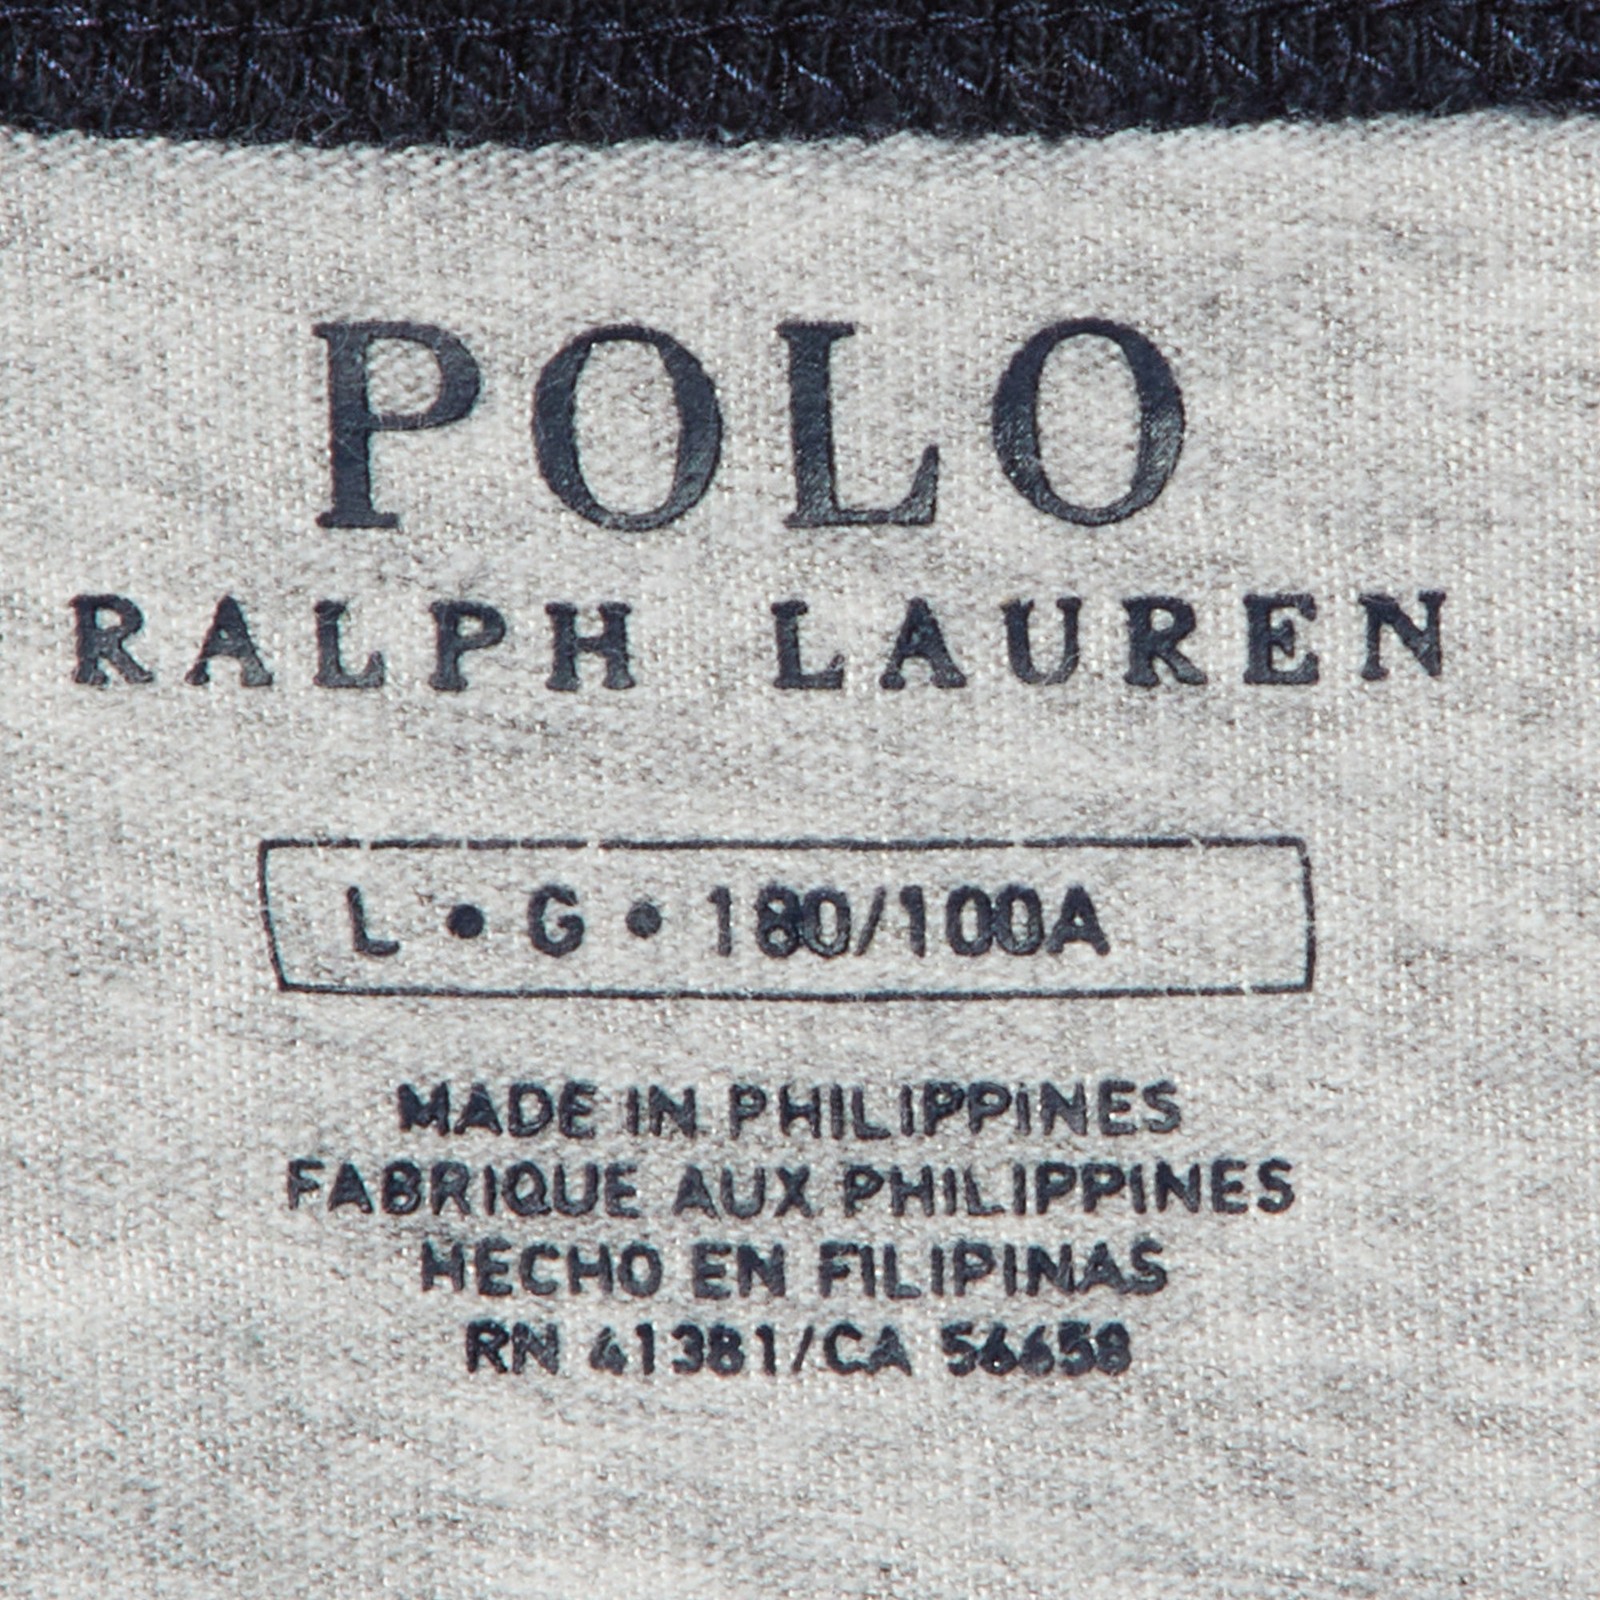 POLO
RALPH LAUREN
L • G • 180/100A
MADE IN PHILIPPINES
FABRIQUE AUX PHILIPPINES
HECHO EN FILIPINAS
RN 41381/CA 56658